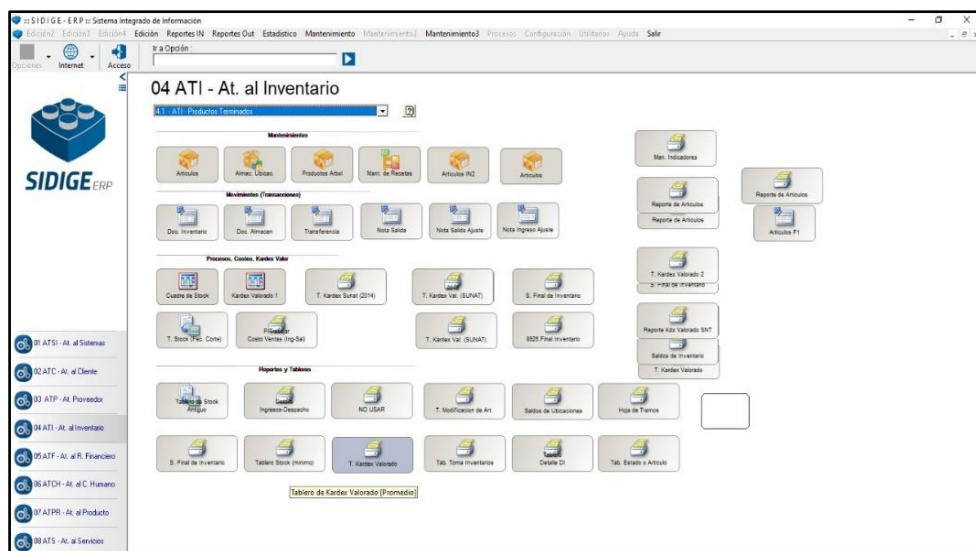 :: S I D I G E - E R P :: Sistema Integrado de Información
Edición2 Edición3 Edición4 Edición Reportes IN Reportes Out Estadistico Mantenimiento Mantenimiento2 Mantenimiento3 Procesos Configuración Utilitarios Ayuda Salir
Opciones Internet Acceso
Ir a Opción :
04 ATI - At. al Inventario
4.1 - ATI - Productos Terminados
SIDIGE ERP
Mantenimientos
Articulos Almac. Ubicac. Productos Arbol Mant. de Recetas Articulos IN2 Articulos
Man. Indicadores
Movimientos (Transacciones)
Reporte de Articulos Reporte de Articulos
Reporte de Articulos
Doc. Inventario Doc. Almacen Transferencia Nota Salida Nota Salida Ajuste Nota Ingreso Ajuste
Articulos F1
Procesos, Costos, Kardex Valor
T. Kardex Valorado 2
S. Final de Inventario
Cuadre de Stock Kardex Valorado 1 T. Kardex Sunat (2014) T. Kardex Val. (SUNAT) S. Final de Inventario
Reporte Kdx Valorado SNT
T. Stock (Fec. Corte) Costo Ventas (Ing-Sal) T. Kardex Val. (SUNAT) Final Inventario
Saldos de Inventario
T. Kardex Valorado
Reportes y Tableros
Tablero de Stock
Antiguo Ingresos-Despacho NO USAR T. Modificacion de Art. Saldos de Ubicaciones Hoja de Tramos
S. Final de Inventario Tablero Stock (minimo) T. Kardex Valorado Tab. Toma Inventarios Detalle DI Tab. Estado x Articulo
Tablero de Kardex Valorado [Promedio]
01 ATSI - At. al Sistemas
02 ATC - At. al Cliente
03 ATP - At. Proveedor
04 ATI - At. al Inventario
05 ATF - At. al R. Financiero
06 ATCH - At. al C. Humano
07 ATPR - At. al Producto
08 ATS - At. al Servicios